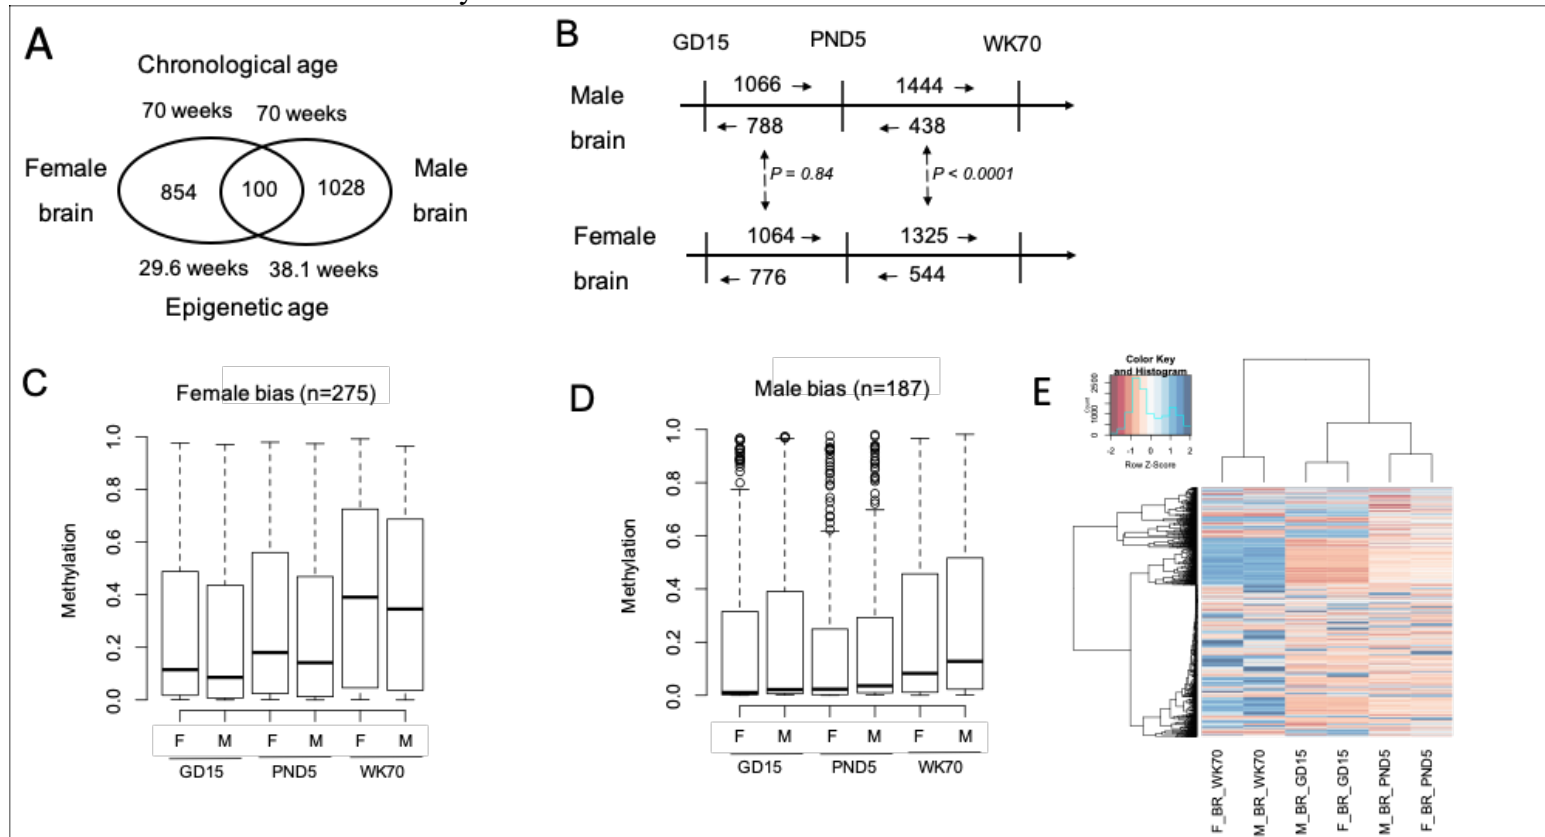 A
Chronological age
70 weeks 70 weeks
Female brain
854 100 1028
Male brain
29.6 weeks 38.1 weeks
Epigenetic age
B
GD15 PND5 WK70
Male brain
1066 → 1444 →
← 788 ← 438
P = 0.84 P < 0.0001
Female brain
1064 → 1325 →
← 776 ← 544
C
Female bias (n=275)
Methylation
1.0
0.8
0.6
0.4
0.2
0.0
F M F M F M
GD15 PND5 WK70
D
Male bias (n=187)
Methylation
1.0
0.8
0.6
0.4
0.2
0.0
F M F M F M
GD15 PND5 WK70
E
Color Key
and Histogram
Count
2500
1000
0
-2 -1 0 1 2
Row Z-Score
F_BR_WK70
M_BR_WK70
M_BR_GD15
F_BR_GD15
M_BR_PND5
F_BR_PND5